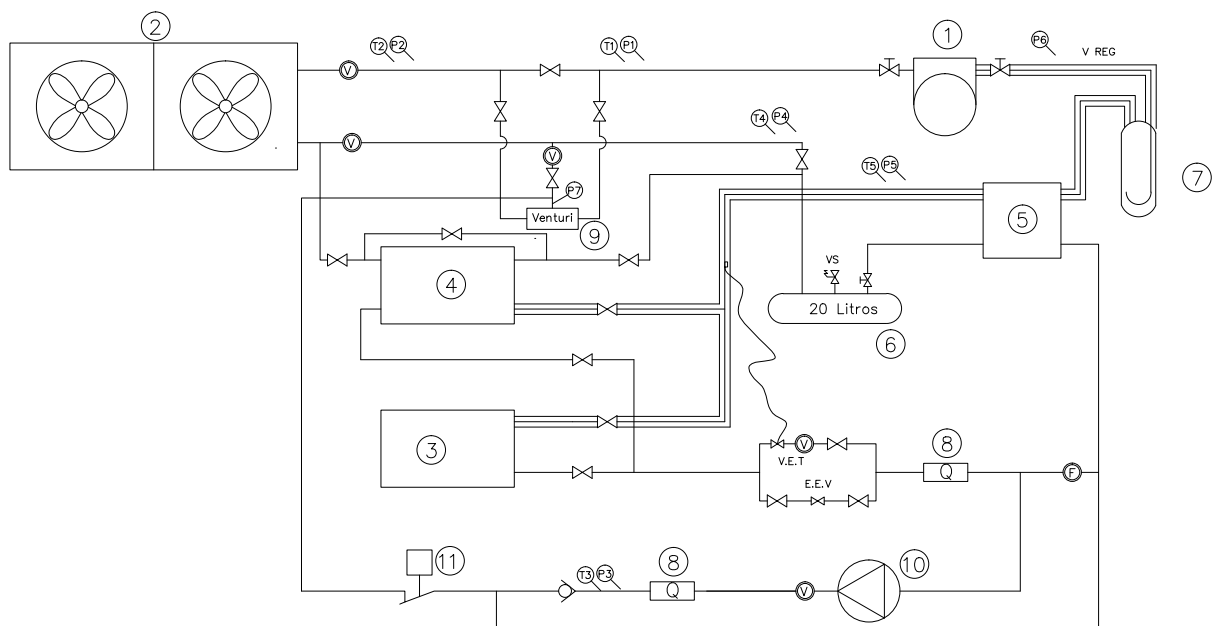 2
1
T2 P2
T1 P1
P6
V REG
V
V
V
T4 P4
T5 P5
P7
7
Venturi
9
5
4
VS
20 Litros
6
3
V
V.E.T
8
Q
F
E.E.V
11
T3 P3
8
Q
V
10